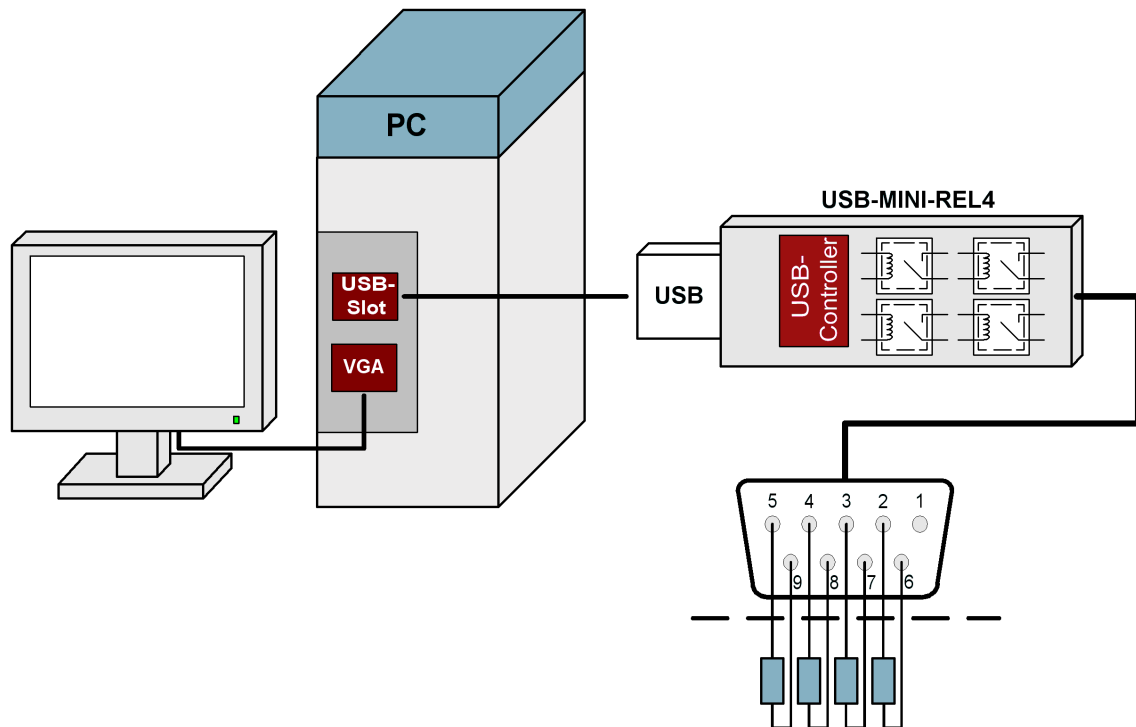 PC
USB-MINI-REL4
USB-
Slot
VGA
USB
USB-
Controller
5 4 3 2 1
9 8 7 6